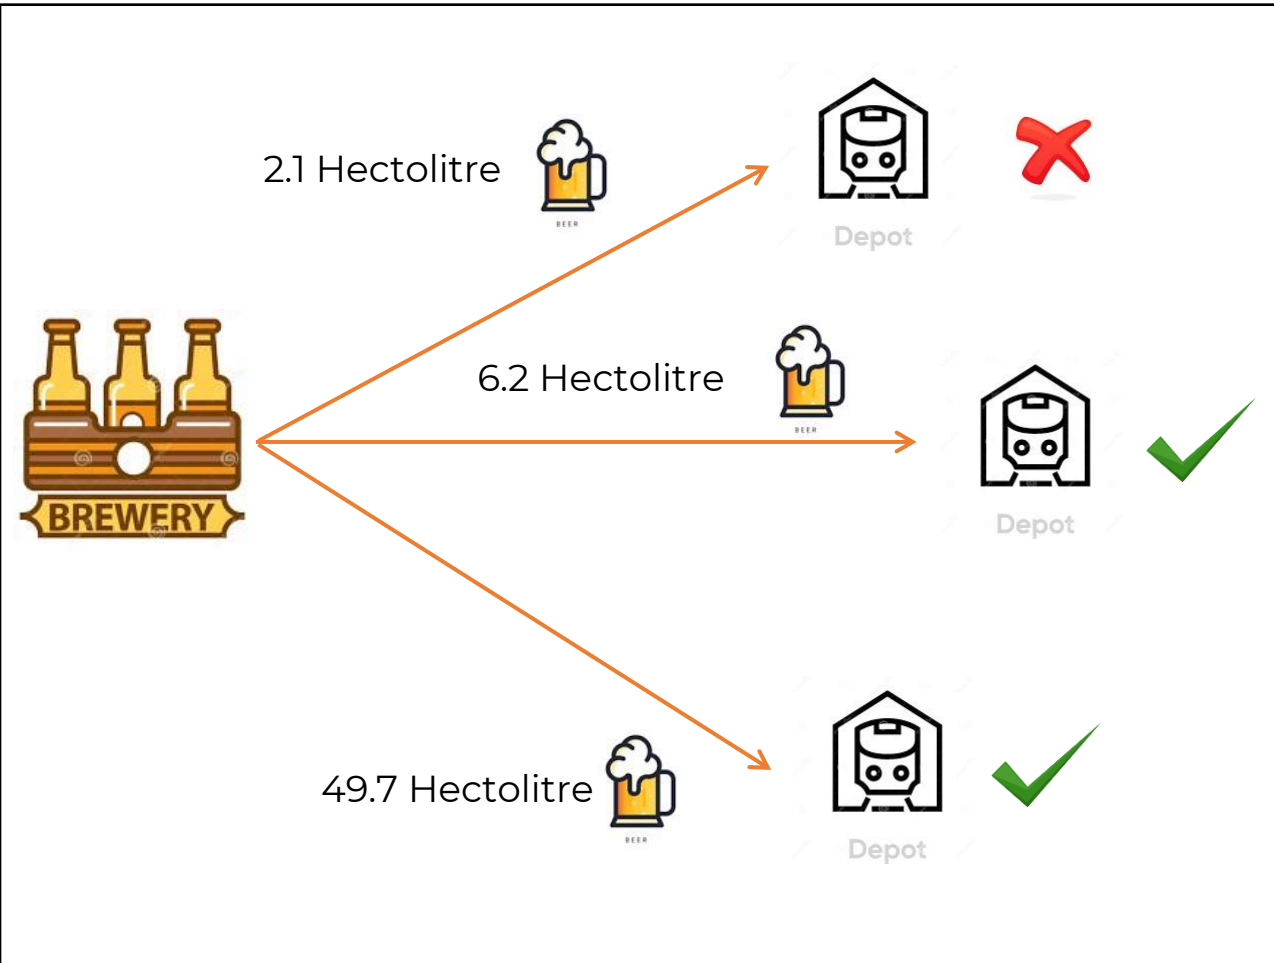 2.1 Hectolitre
BEER
Depot
6.2 Hectolitre
BEER
BREWERY
Depot
49.7 Hectolitre
BEER
Depot